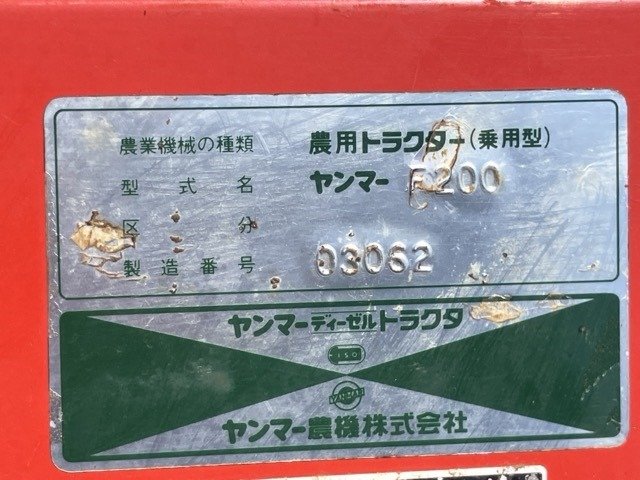 農業機械の種類 農用トラクター(乗用型)
型式名 ヤンマー F200
区分
製造番号 03062
ヤンマーディーゼルトラクタ
ISO
YANMAR
ヤンマー農機株式会社